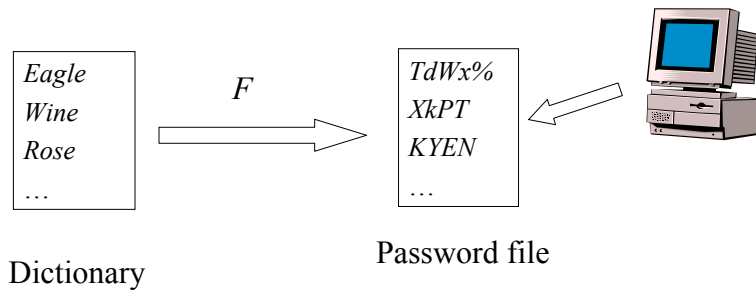 Eagle
Wine
Rose
…
F
TdWx%
XkPT
KYEN
…
Dictionary
Password file